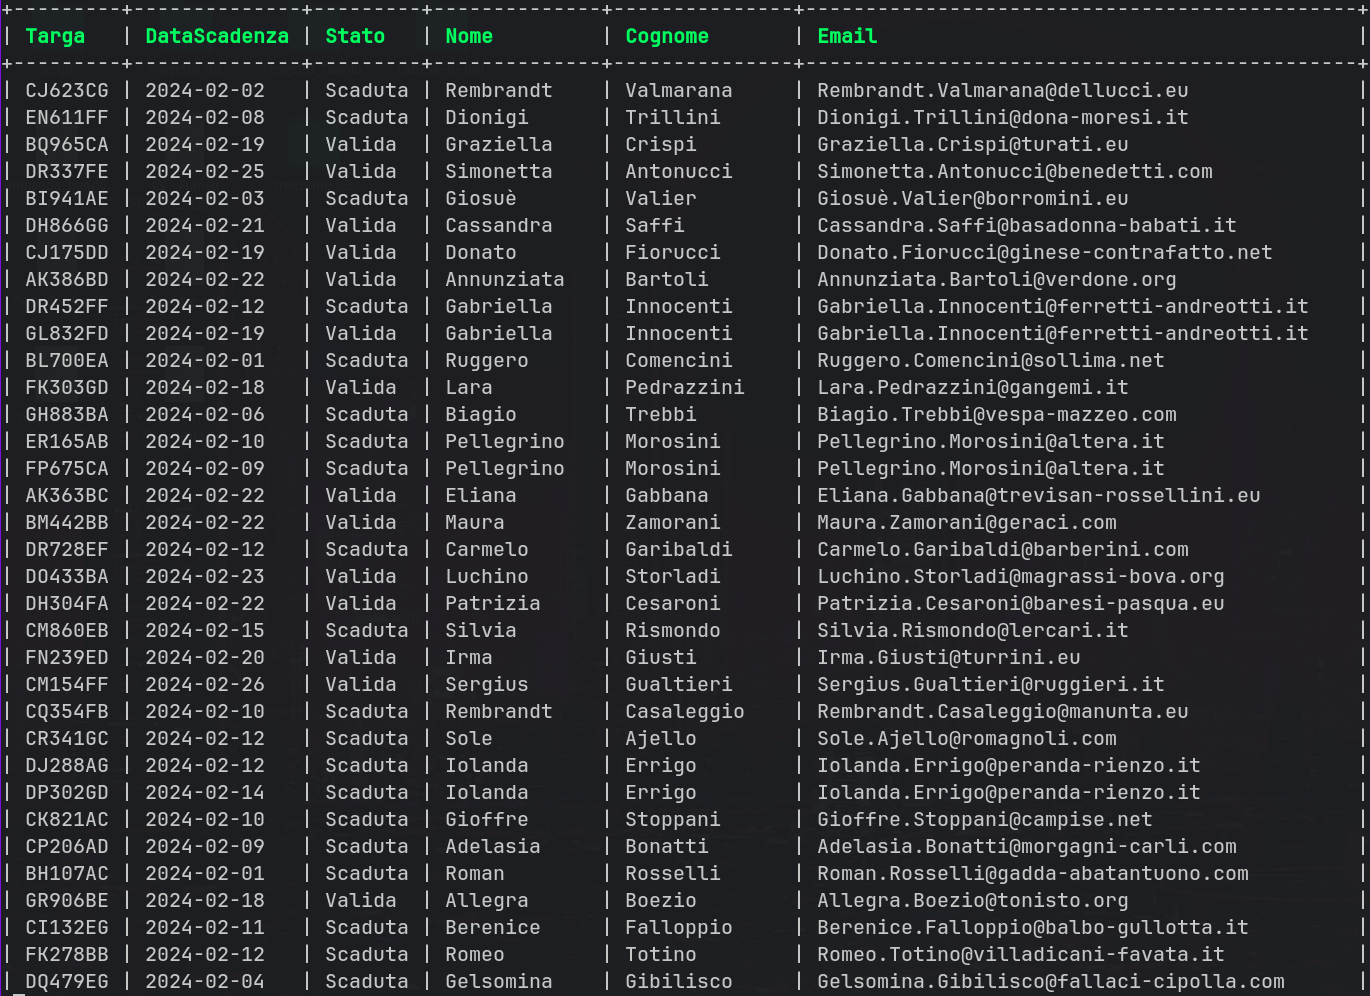 +---------+--------------+---------+--------------+---------------+----------------------------------------------+
| Targa   | DataScadenza | Stato   | Nome         | Cognome       | Email                                        |
+---------+--------------+---------+--------------+---------------+----------------------------------------------+
| CJ623CG | 2024-02-02   | Scaduta | Rembrandt    | Valmarana     | Rembrandt.Valmarana@dellucci.eu              |
| EN611FF | 2024-02-08   | Scaduta | Dionigi      | Trillini      | Dionigi.Trillini@dona-moresi.it              |
| BQ965CA | 2024-02-19   | Valida  | Graziella    | Crispi        | Graziella.Crispi@turati.eu                   |
| DR337FE | 2024-02-25   | Valida  | Simonetta    | Antonucci     | Simonetta.Antonucci@benedetti.com            |
| BI941AE | 2024-02-03   | Scaduta | Giosuè       | Valier        | Giosuè.Valier@borromini.eu                   |
| DH866GG | 2024-02-21   | Valida  | Cassandra    | Saffi         | Cassandra.Saffi@basadonna-babati.it          |
| CJ175DD | 2024-02-19   | Valida  | Donato       | Fiorucci      | Donato.Fiorucci@ginese-contrafatto.net       |
| AK386BD | 2024-02-22   | Valida  | Annunziata   | Bartoli       | Annunziata.Bartoli@verdone.org               |
| DR452FF | 2024-02-12   | Scaduta | Gabriella    | Innocenti     | Gabriella.Innocenti@ferretti-andreotti.it    |
| GL832FD | 2024-02-19   | Valida  | Gabriella    | Innocenti     | Gabriella.Innocenti@ferretti-andreotti.it    |
| BL700EA | 2024-02-01   | Scaduta | Ruggero      | Comencini     | Ruggero.Comencini@sollima.net                |
| FK303GD | 2024-02-18   | Valida  | Lara         | Pedrazzini    | Lara.Pedrazzini@gangemi.it                   |
| GH883BA | 2024-02-06   | Scaduta | Biagio       | Trebbi        | Biagio.Trebbi@vespa-mazzeo.com               |
| ER165AB | 2024-02-10   | Scaduta | Pellegrino   | Morosini      | Pellegrino.Morosini@altera.it                |
| FP675CA | 2024-02-09   | Scaduta | Pellegrino   | Morosini      | Pellegrino.Morosini@altera.it                |
| AK363BC | 2024-02-22   | Valida  | Eliana       | Gabbana       | Eliana.Gabbana@trevisan-rossellini.eu        |
| BM442BB | 2024-02-22   | Valida  | Maura        | Zamorani      | Maura.Zamorani@geraci.com                    |
| DR728EF | 2024-02-12   | Scaduta | Carmelo      | Garibaldi     | Carmelo.Garibaldi@barberini.com              |
| DO433BA | 2024-02-23   | Valida  | Luchino      | Storladi      | Luchino.Storladi@magrassi-bova.org           |
| DH304FA | 2024-02-22   | Valida  | Patrizia     | Cesaroni      | Patrizia.Cesaroni@baresi-pasqua.eu           |
| CM860EB | 2024-02-15   | Scaduta | Silvia       | Rismondo      | Silvia.Rismondo@lercari.it                   |
| FN239ED | 2024-02-20   | Valida  | Irma         | Giusti        | Irma.Giusti@turrini.eu                       |
| CM154FF | 2024-02-26   | Valida  | Sergius      | Gualtieri     | Sergius.Gualtieri@ruggieri.it                |
| CQ354FB | 2024-02-10   | Scaduta | Rembrandt    | Casaleggio    | Rembrandt.Casaleggio@manunta.eu              |
| CR341GC | 2024-02-12   | Scaduta | Sole         | Ajello        | Sole.Ajello@romagnoli.com                    |
| DJ288AG | 2024-02-12   | Scaduta | Iolanda      | Errigo        | Iolanda.Errigo@peranda-rienzo.it             |
| DP302GD | 2024-02-14   | Scaduta | Iolanda      | Errigo        | Iolanda.Errigo@peranda-rienzo.it             |
| CK821AC | 2024-02-10   | Scaduta | Gioffre      | Stoppani      | Gioffre.Stoppani@campise.net                 |
| CP206AD | 2024-02-09   | Scaduta | Adelasia     | Bonatti       | Adelasia.Bonatti@morgagni-carli.com          |
| BH107AC | 2024-02-01   | Scaduta | Roman        | Rosselli      | Roman.Rosselli@gadda-abatantuono.com         |
| GR906BE | 2024-02-18   | Valida  | Allegra      | Boezio        | Allegra.Boezio@tonisto.org                   |
| CI132EG | 2024-02-11   | Scaduta | Berenice     | Falloppio     | Berenice.Falloppio@balbo-gullotta.it         |
| FK278BB | 2024-02-12   | Scaduta | Romeo        | Totino        | Romeo.Totino@villadicani-favata.it           |
| DQ479EG | 2024-02-04   | Scaduta | Gelsomina    | Gibilisco     | Gelsomina.Gibilisco@fallaci-cipolla.com      |